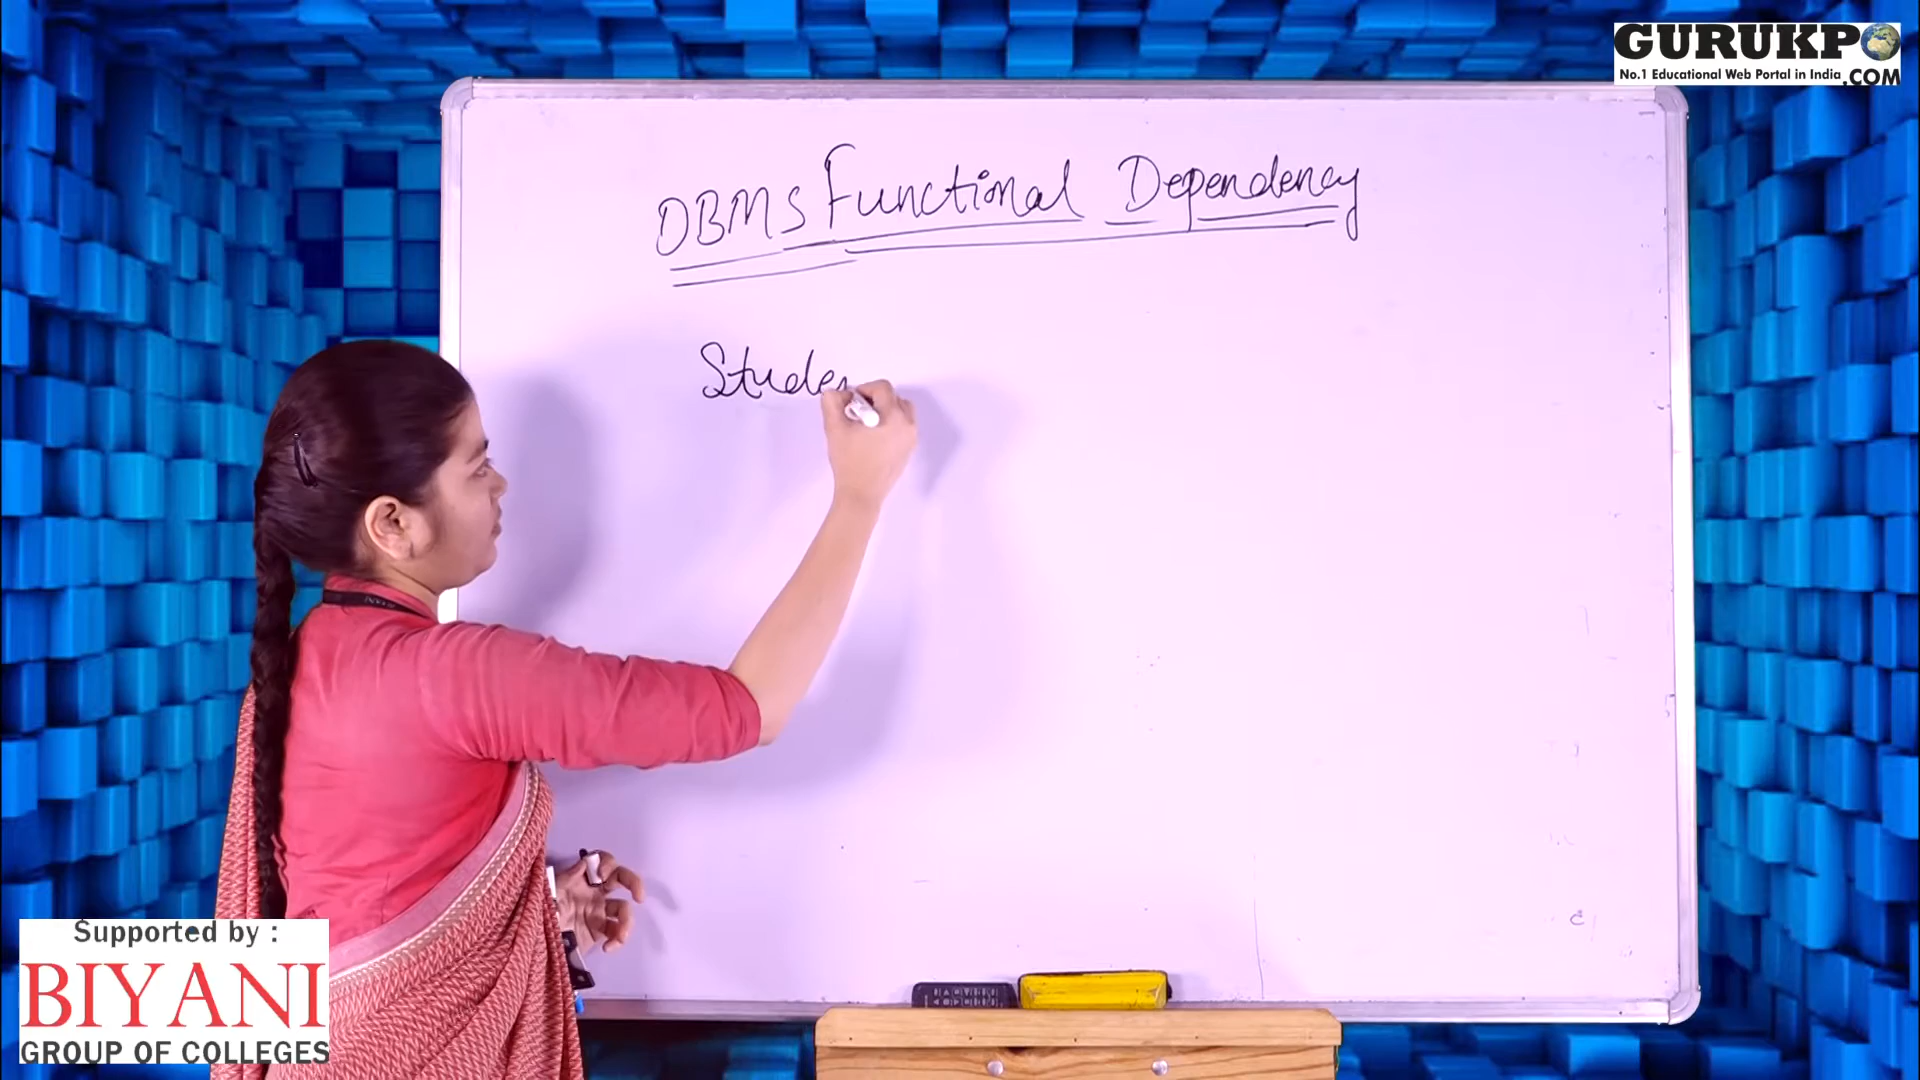 GURUKPO
No.1 Educational Web Portal in India .COM
DBMS Functional Dependency
Studen
Supported by :
BIYANI
GROUP OF COLLEGES